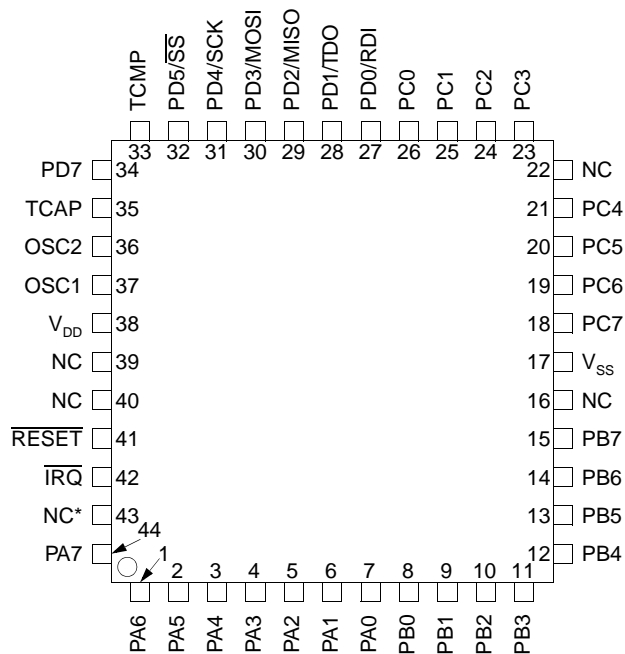 TCMP
PD5/SS
PD4/SCK
PD3/MOSI
PD2/MISO
PD1/TDO
PD0/RDI
PC0
PC1
PC2
PC3
33 32 31 30 29 28 27 26 25 24 23
PD7 34
TCAP 35
OSC2 36
OSC1 37
VDD 38
NC 39
NC 40
RESET 41
IRQ 42
NC* 43
PA7 44
22 NC
21 PC4
20 PC5
19 PC6
18 PC7
17 VSS
16 NC
15 PB7
14 PB6
13 PB5
12 PB4
1 2 3 4 5 6 7 8 9 10 11
PA6
PA5
PA4
PA3
PA2
PA1
PA0
PB0
PB1
PB2
PB3